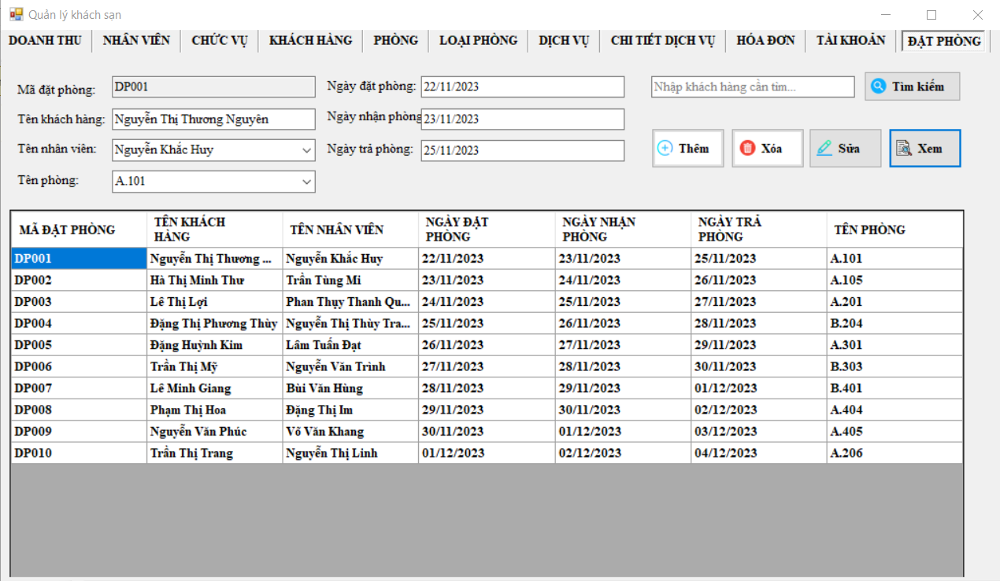 Quản lý khách sạn
DOANH THU NHÂN VIÊN CHỨC VỤ KHÁCH HÀNG PHÒNG LOẠI PHÒNG DỊCH VỤ CHI TIẾT DỊCH VỤ HÓA ĐƠN TÀI KHOẢN ĐẶT PHÒNG
Mã đặt phòng: DP001 Ngày đặt phòng: 22/11/2023 Nhập khách hàng cần tìm... Tìm kiếm
Tên khách hàng: Nguyễn Thị Thương Nguyên Ngày nhận phòng 23/11/2023
Tên nhân viên: Nguyễn Khắc Huy Ngày trả phòng: 25/11/2023 Thêm Xóa Sửa Xem
Tên phòng: A.101
MÃ ĐẶT PHÒNG TÊN KHÁCH HÀNG TÊN NHÂN VIÊN NGÀY ĐẶT PHÒNG NGÀY NHẬN PHÒNG NGÀY TRẢ PHÒNG TÊN PHÒNG
DP001 Nguyễn Thị Thương ... Nguyễn Khắc Huy 22/11/2023 23/11/2023 25/11/2023 A.101
DP002 Hà Thị Minh Thư Trần Tùng Mi 23/11/2023 24/11/2023 26/11/2023 A.105
DP003 Lê Thị Lợi Phan Thụy Thanh Qu... 24/11/2023 25/11/2023 27/11/2023 A.201
DP004 Đặng Thị Phương Thùy Nguyễn Thị Thùy Tra... 25/11/2023 26/11/2023 28/11/2023 B.204
DP005 Đặng Huỳnh Kim Lâm Tuấn Đạt 26/11/2023 27/11/2023 29/11/2023 A.301
DP006 Trần Thị Mỹ Nguyễn Văn Trình 27/11/2023 28/11/2023 30/11/2023 B.303
DP007 Lê Minh Giang Bùi Văn Hùng 28/11/2023 29/11/2023 01/12/2023 B.401
DP008 Phạm Thị Hoa Đặng Thị Im 29/11/2023 30/11/2023 02/12/2023 A.404
DP009 Nguyễn Văn Phúc Võ Văn Khang 30/11/2023 01/12/2023 03/12/2023 A.405
DP010 Trần Thị Trang Nguyễn Thị Linh 01/12/2023 02/12/2023 04/12/2023 A.206